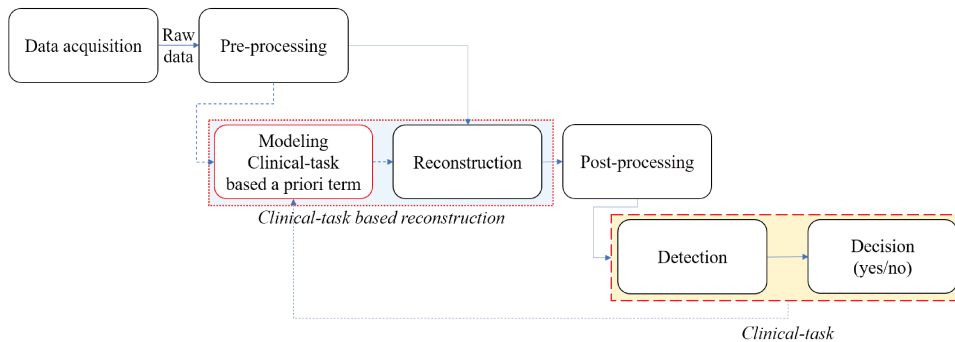 Data acquisition
Raw
data
Pre-processing
Modeling
Clinical-task
based a priori term
Reconstruction
Post-processing
Clinical-task based reconstruction
Detection
Decision
(yes/no)
Clinical-task